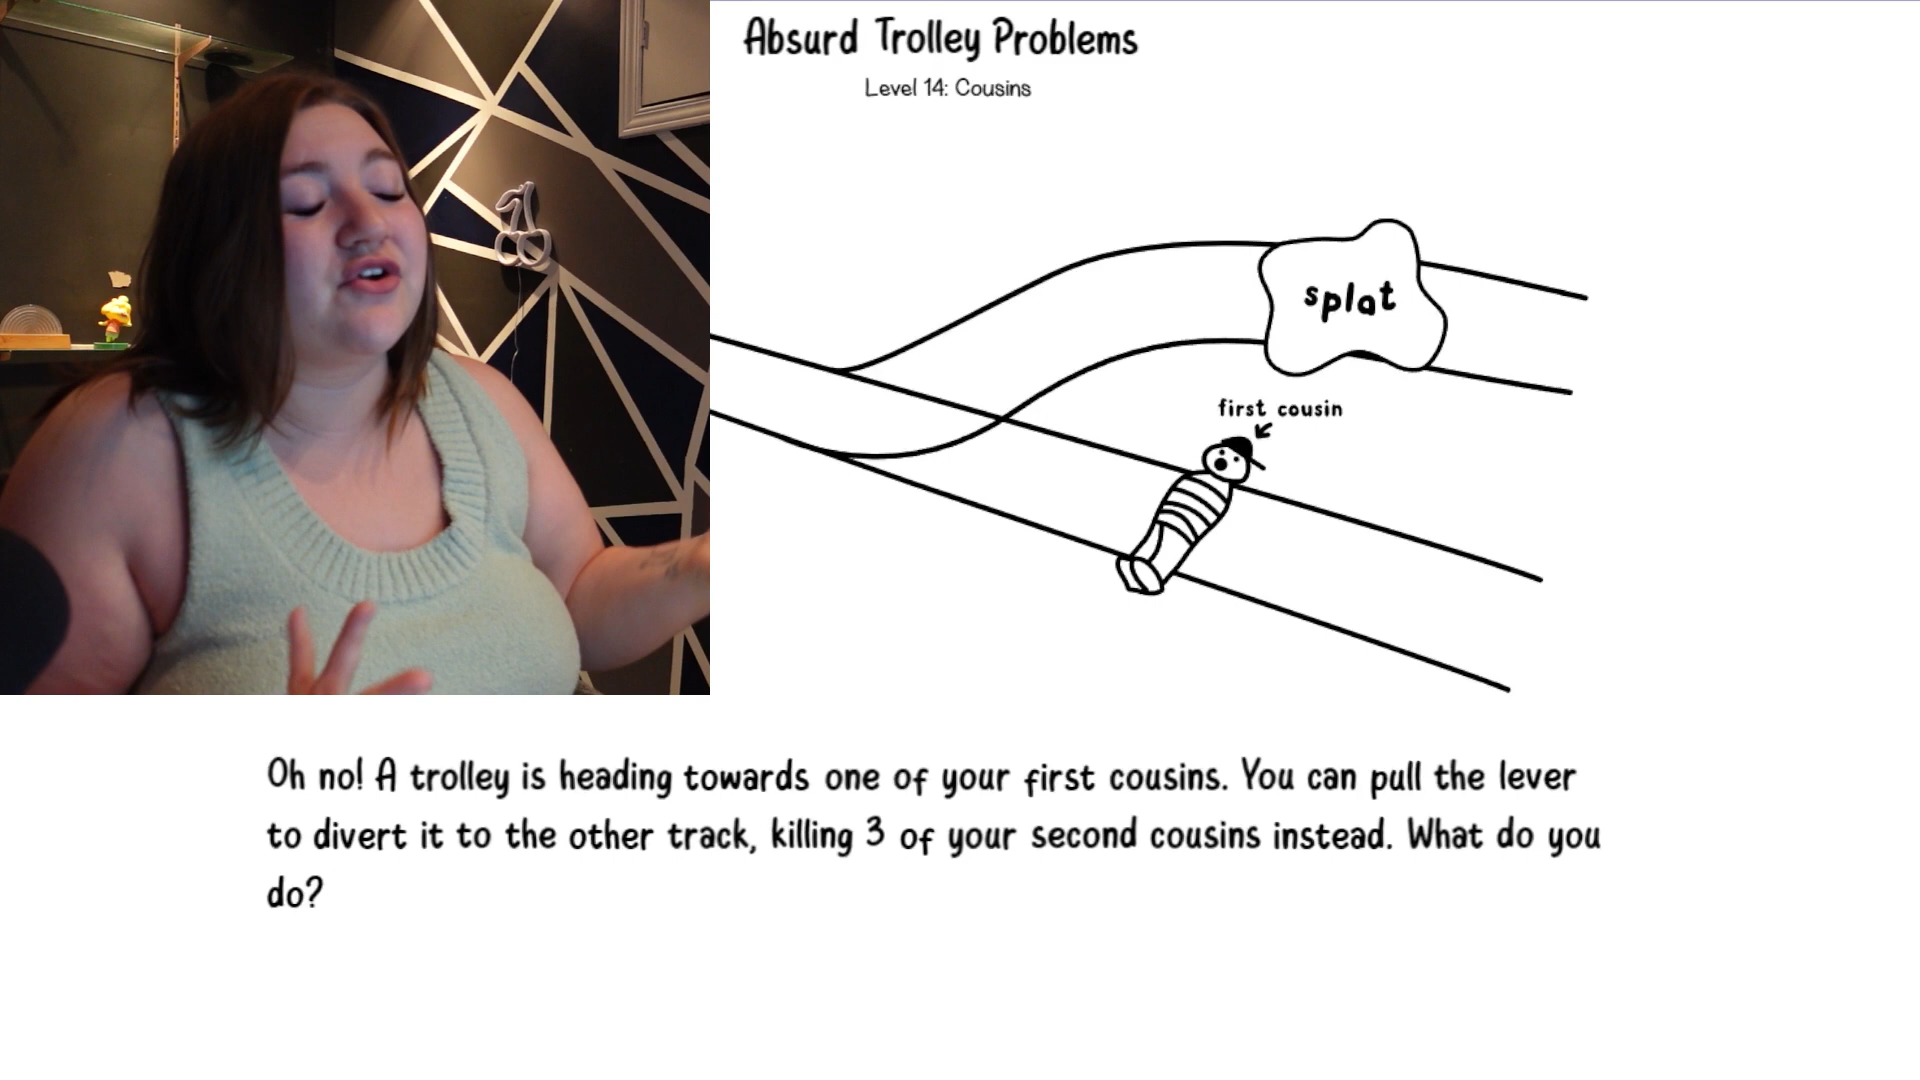 Absurd Trolley Problems
Level 14: Cousins
splat
first cousin
Oh no! A trolley is heading towards one of your first cousins. You can pull the lever
to divert it to the other track, killing 3 of your second cousins instead. What do you
do?